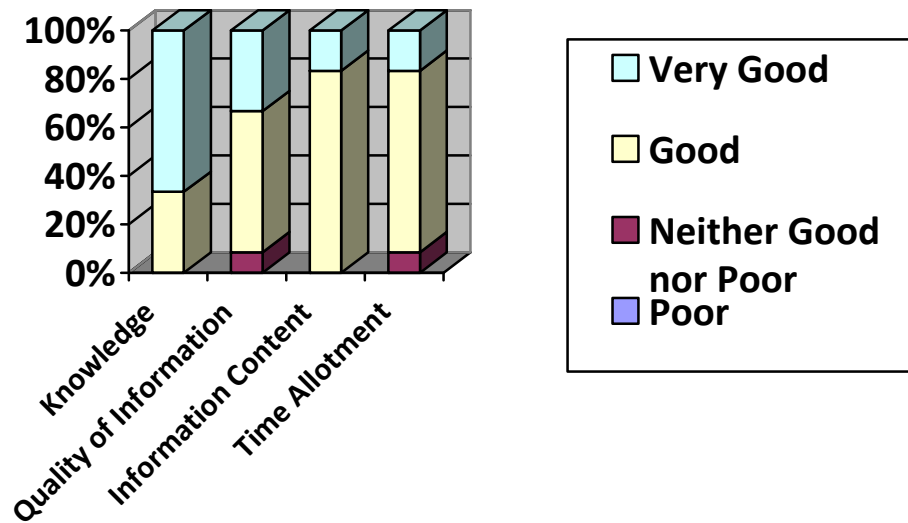 100%
80%
60%
40%
20%
0%
Knowledge
Quality of Information
Information Content
Time Allotment
Very Good
Good
Neither Good
nor Poor
Poor